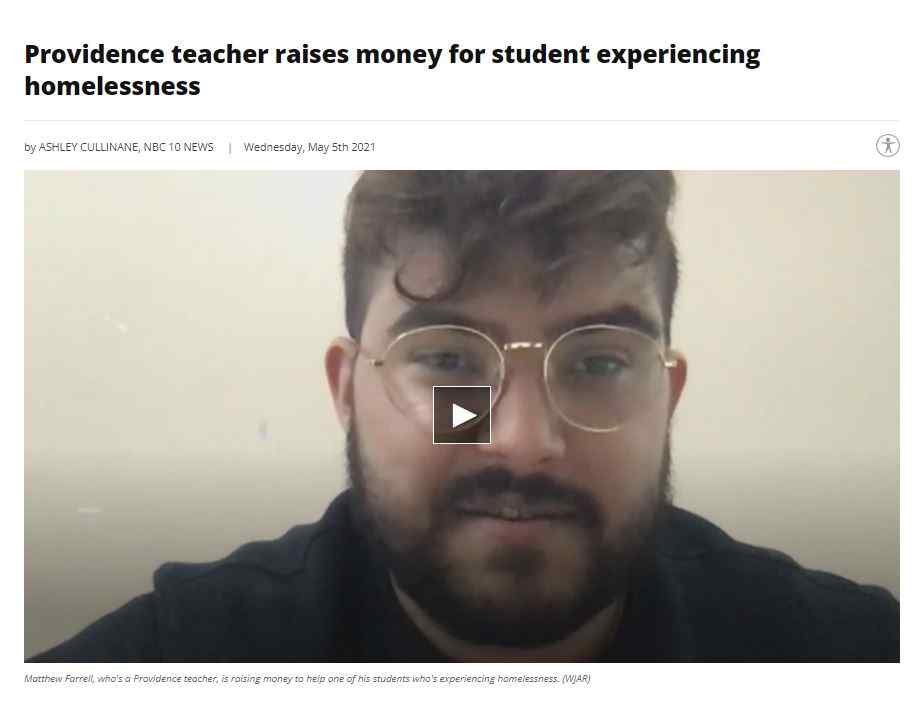 Providence teacher raises money for student experiencing
homelessness
by ASHLEY CULLINANE, NBC 10 NEWS | Wednesday, May 5th 2021
Matthew Farrell, who's a Providence teacher, is raising money to help one of his students who's experiencing homelessness. (WJAR)